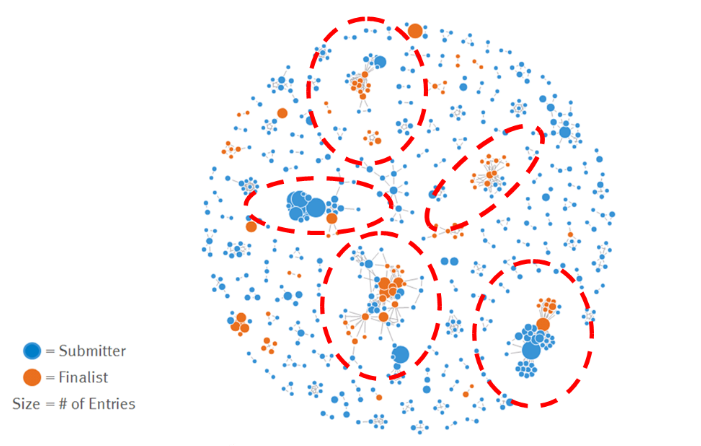 = Submitter
= Finalist
Size = # of Entries